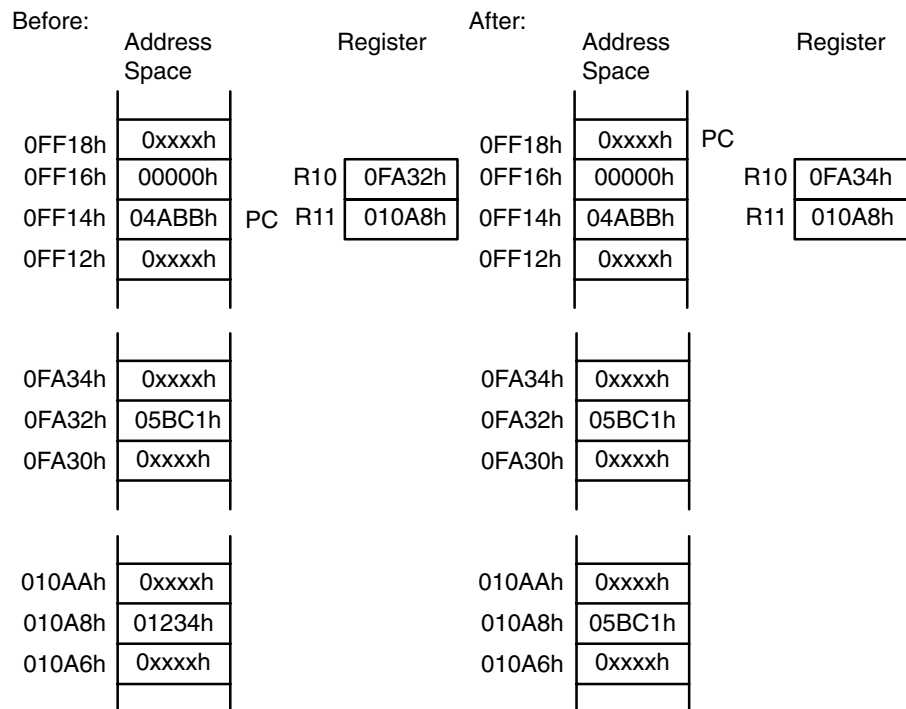 Before:
Address Space
Register
0FF18h 0xxxxh
0FF16h 00000h R10 0FA32h
0FF14h 04ABBh PC R11 010A8h
0FF12h 0xxxxh
0FA34h 0xxxxh
0FA32h 05BC1h
0FA30h 0xxxxh
010AAh 0xxxxh
010A8h 01234h
010A6h 0xxxxh
After:
Address Space
Register
0FF18h 0xxxxh PC
0FF16h 00000h R10 0FA34h
0FF14h 04ABBh R11 010A8h
0FF12h 0xxxxh
0FA34h 0xxxxh
0FA32h 05BC1h
0FA30h 0xxxxh
010AAh 0xxxxh
010A8h 05BC1h
010A6h 0xxxxh